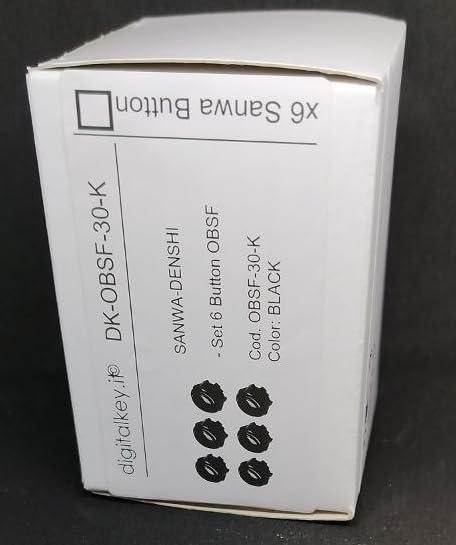 x6 Sanwa Button
digitalkey.it© DK-OBSF-30-K
SANWA-DENSHI
- Set 6 Button OBSF
Cod. OBSF-30-K
Color: BLACK